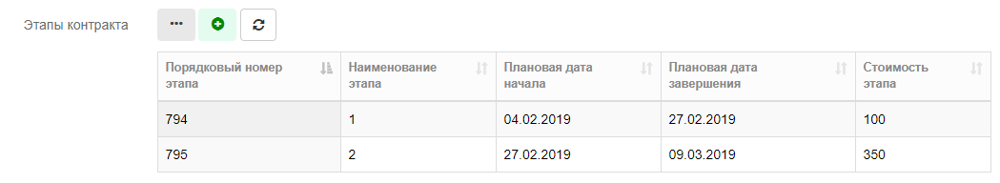 Этапы контракта
Порядковый номер этапа Наименование этапа Плановая дата начала Плановая дата завершения Стоимость этапа
794 1 04.02.2019 27.02.2019 100
795 2 27.02.2019 09.03.2019 350